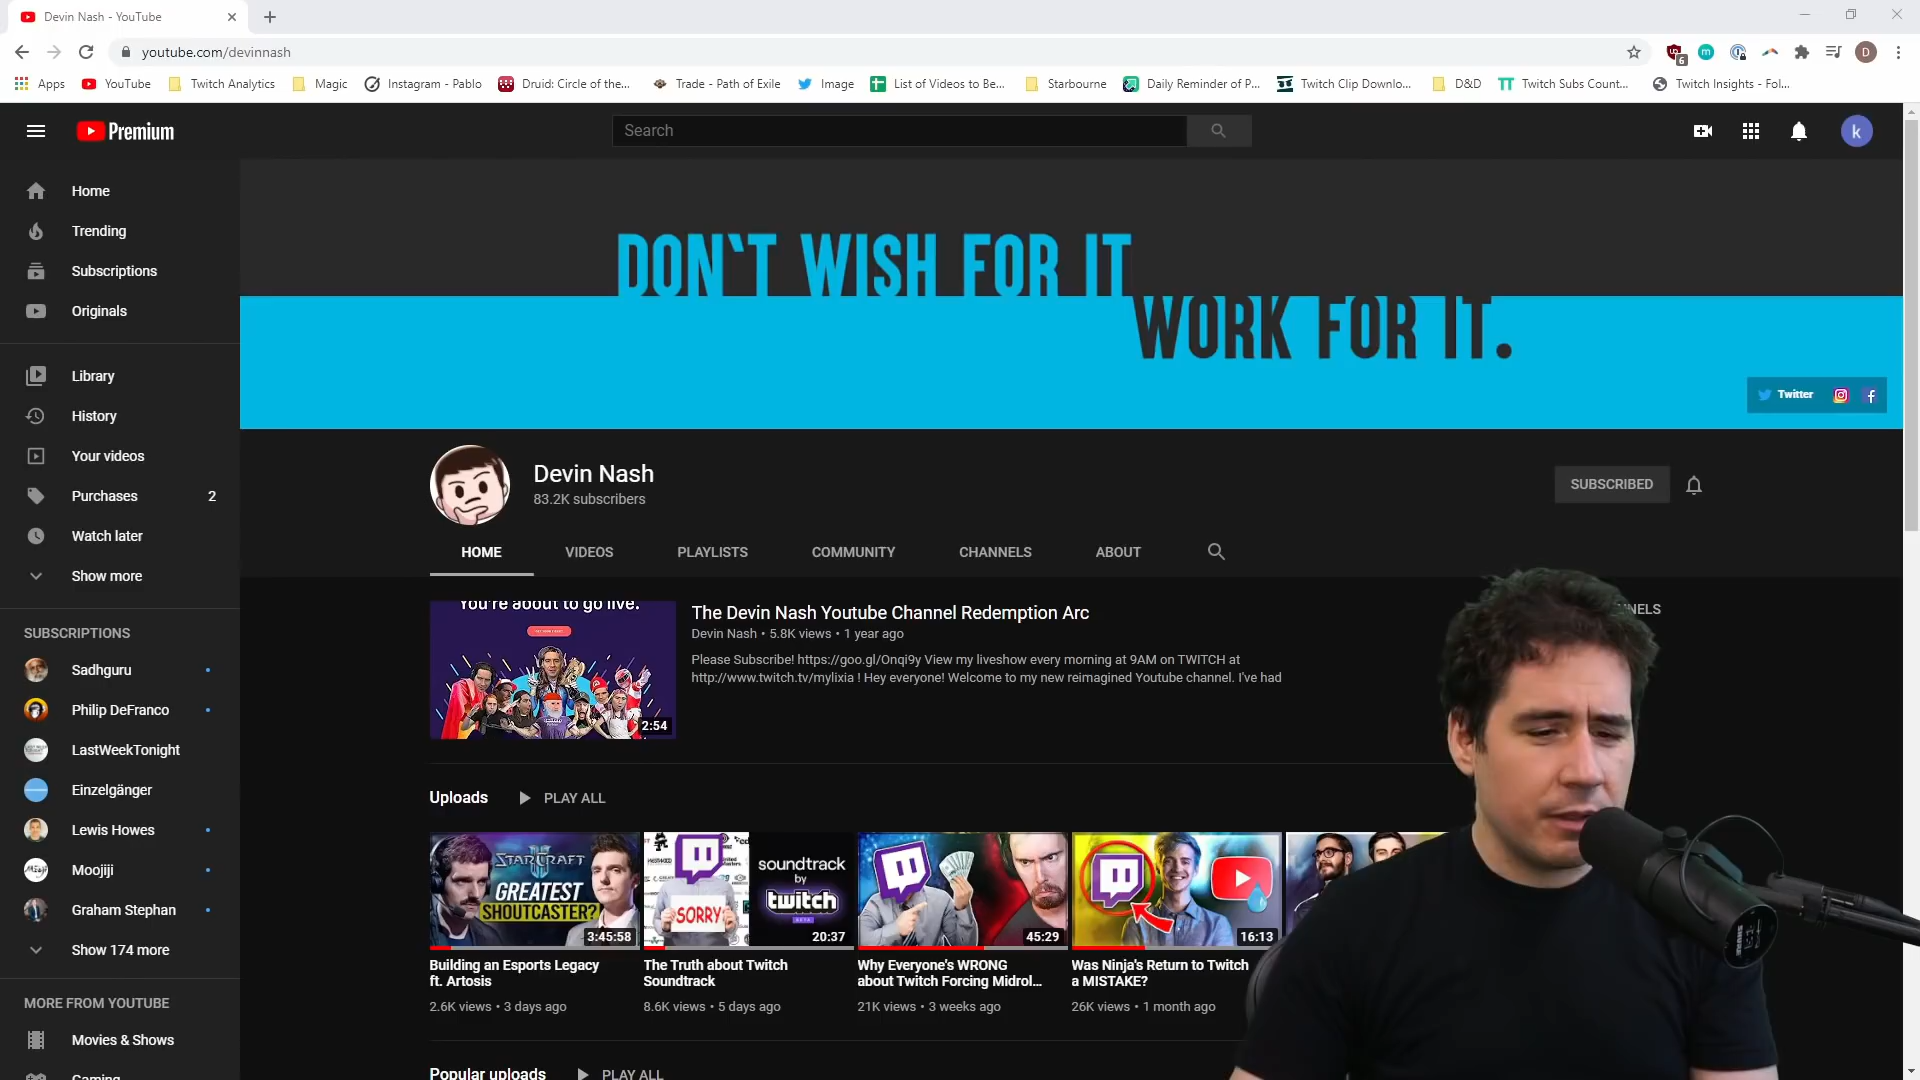 Devin Nash - YouTube
youtube.com/devinnash
6
m
D
Apps
YouTube
Twitch Analytics
Magic
Instagram - Pablo
Druid: Circle of the...
Trade - Path of Exile
Image
List of Videos to Be...
Starbourne
Daily Reminder of P...
Twitch Clip Downlo...
D&D
TT
Twitch Subs Count...
Twitch Insights - Fol...
Premium
Search
k
Home
Trending
Subscriptions
Originals
Library
History
Your videos
Purchases 2
Watch later
Show more
SUBSCRIPTIONS
Sadhguru
Philip DeFranco
LastWeekTonight
Einzelgänger
Lewis Howes
Moojiji
Graham Stephan
Show 174 more
MORE FROM YOUTUBE
Movies & Shows
Gaming
DON'T WISH FOR IT
WORK FOR IT.
Twitter
Devin Nash
83.2K subscribers
SUBSCRIBED
HOME
VIDEOS
PLAYLISTS
COMMUNITY
CHANNELS
ABOUT
You're about to go live.
2:54
The Devin Nash Youtube Channel Redemption Arc
Devin Nash • 5.8K views • 1 year ago
Please Subscribe! https://goo.gl/Onqi9y View my liveshow every morning at 9AM on TWITCH at
http://www.twitch.tv/mylixia ! Hey everyone! Welcome to my new reimagined Youtube channel. I've had
Uploads
PLAY ALL
STARCRAFT
GREATEST
SHOUTCASTER?
3:45:58
Building an Esports Legacy
ft. Artosis
2.6K views • 3 days ago
SORRY
soundtrack
by
twitch
BETA
20:37
The Truth about Twitch
Soundtrack
8.6K views • 5 days ago
45:29
Why Everyone's WRONG
about Twitch Forcing Midrol...
21K views • 3 weeks ago
16:13
Was Ninja's Return to Twitch
a MISTAKE?
26K views • 1 month ago
Popular uploads
PLAY ALL